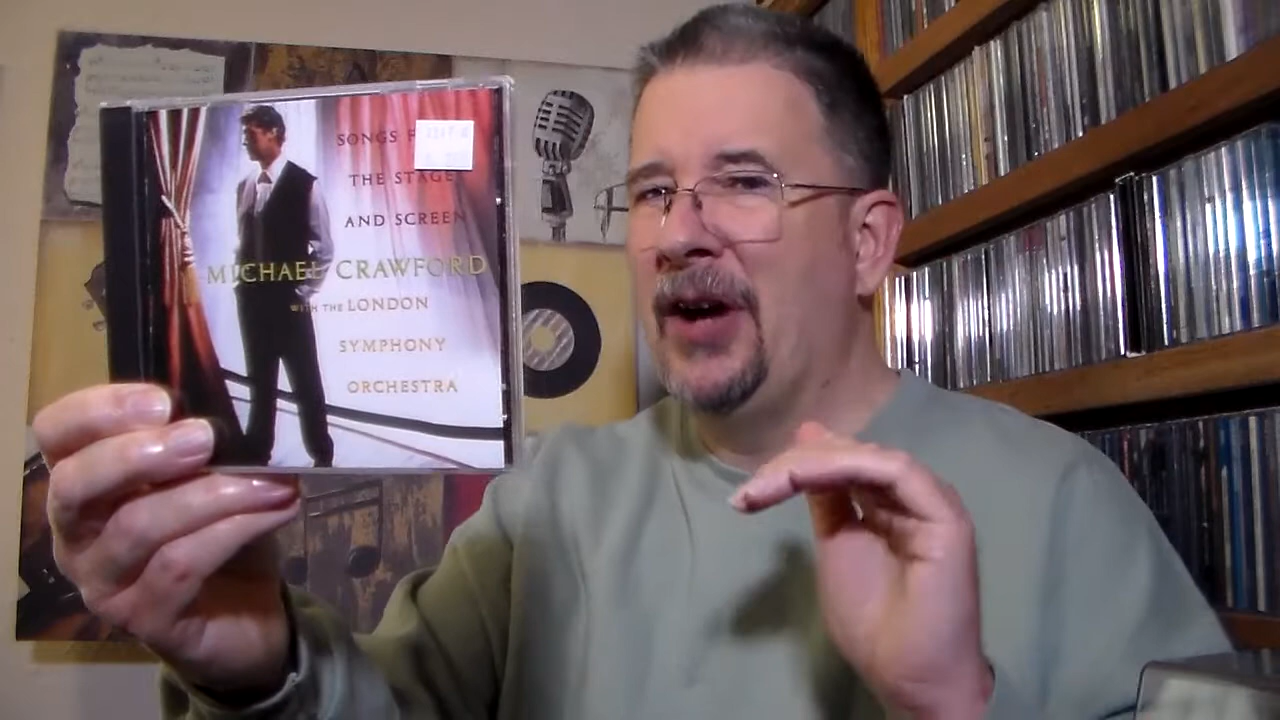 SONGS
THE STAGE
AND SCREEN
MICHAEL CRAWFORD
WITH THE LONDON
SYMPHONY
ORCHESTRA